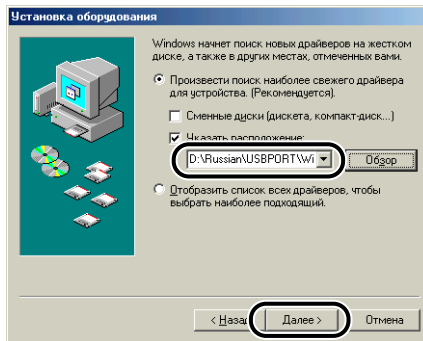 Установка оборудования
Windows начнет поиск новых драйверов на жестком
диске, а также в других местах, отмеченных вами.
Произвести поиск наиболее свежего драйвера
для устройства. (Рекомендуется).
Сменные диски (дискета, компакт-диск...)
Указать расположение:
D:\Russian\USBPORT\Wi
Обзор
Отобразить список всех драйверов, чтобы
выбрать наиболее подходящий.
< Назад
Далее >
Отмена